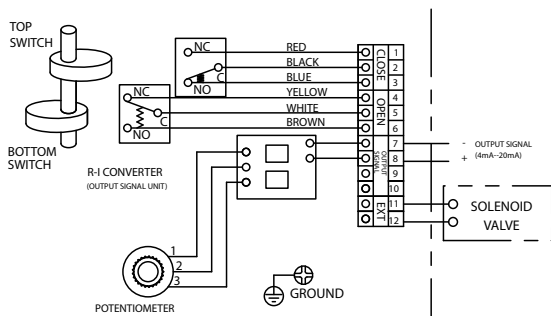 TOP
SWITCH
BOTTOM
SWITCH
NC
C
NO
NC
C
NO
RED
BLACK
BLUE
YELLOW
WHITE
BROWN
CLOSE
OPEN
OUTPUT
SIGNAL
EXT
1
2
3
4
5
6
7
8
9
10
11
12
- OUTPUT SIGNAL
+ (4mA--20mA)
SOLENOID
VALVE
R-I CONVERTER
(OUTPUT SIGNAL UNIT)
1
2
3
POTENTIOMETER
GROUND